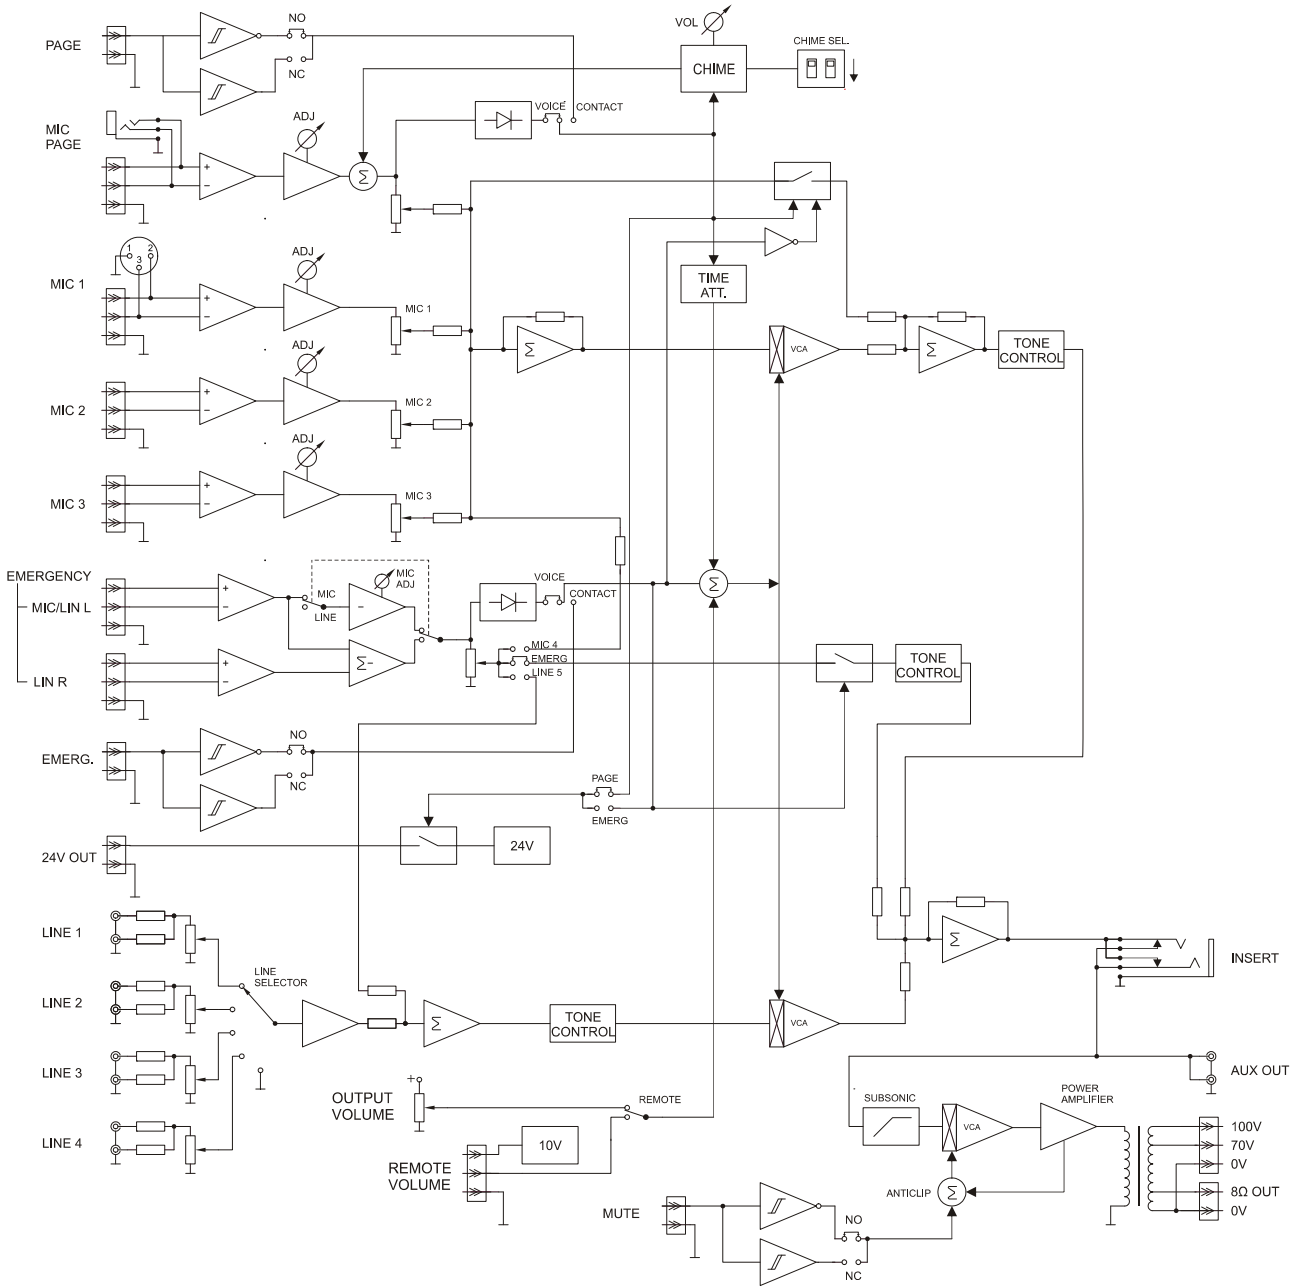 VOL
CHIME SEL.
NO
PAGE
CHIME
NC
VOICE
CONTACT
ADJ
MIC
PAGE
+
Σ
−
1
2
3
ADJ
TIME
ATT.
MIC 1
+
MIC 1
−
Σ
VCA
Σ
TONE
CONTROL
ADJ
+
MIC 2
MIC 2
−
ADJ
+
MIC 3
MIC 3
−
EMERGENCY
MIC
ADJ
VOICE
Σ
+
MIC
−
CONTACT
MIC/LIN L
−
LINE
MIC 4
EMERG
LINE 5
+
Σ−
TONE
CONTROL
LIN R
−
NO
EMERG.
NC
PAGE
EMERG
24V OUT
24V
LINE 1
Σ
INSERT
LINE
SELECTOR
LINE 2
Σ
TONE
CONTROL
VCA
LINE 3
AUX OUT
+
OUTPUT
VOLUME
REMOTE
SUBSONIC
POWER
AMPLIFIER
VCA
100V
LINE 4
10V
70V
REMOTE
VOLUME
0V
ANTICLIP
Σ
8Ω OUT
MUTE
NO
0V
NC